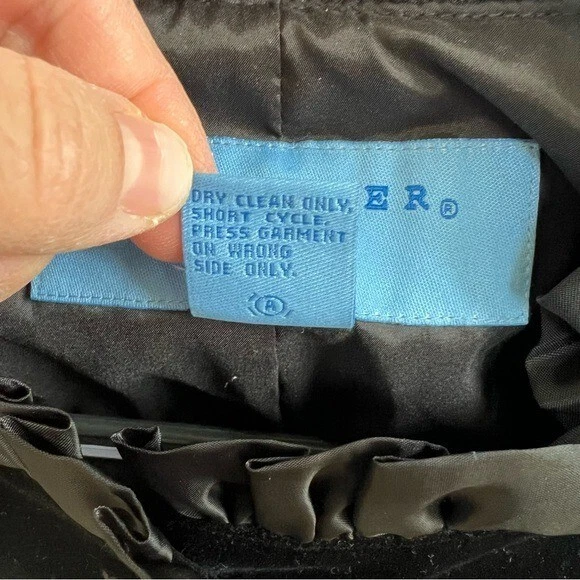 ER®
DRY CLEAN ONLY,
SHORT CYCLE.
PRESS GARMENT
ON WRONG
SIDE ONLY.
A